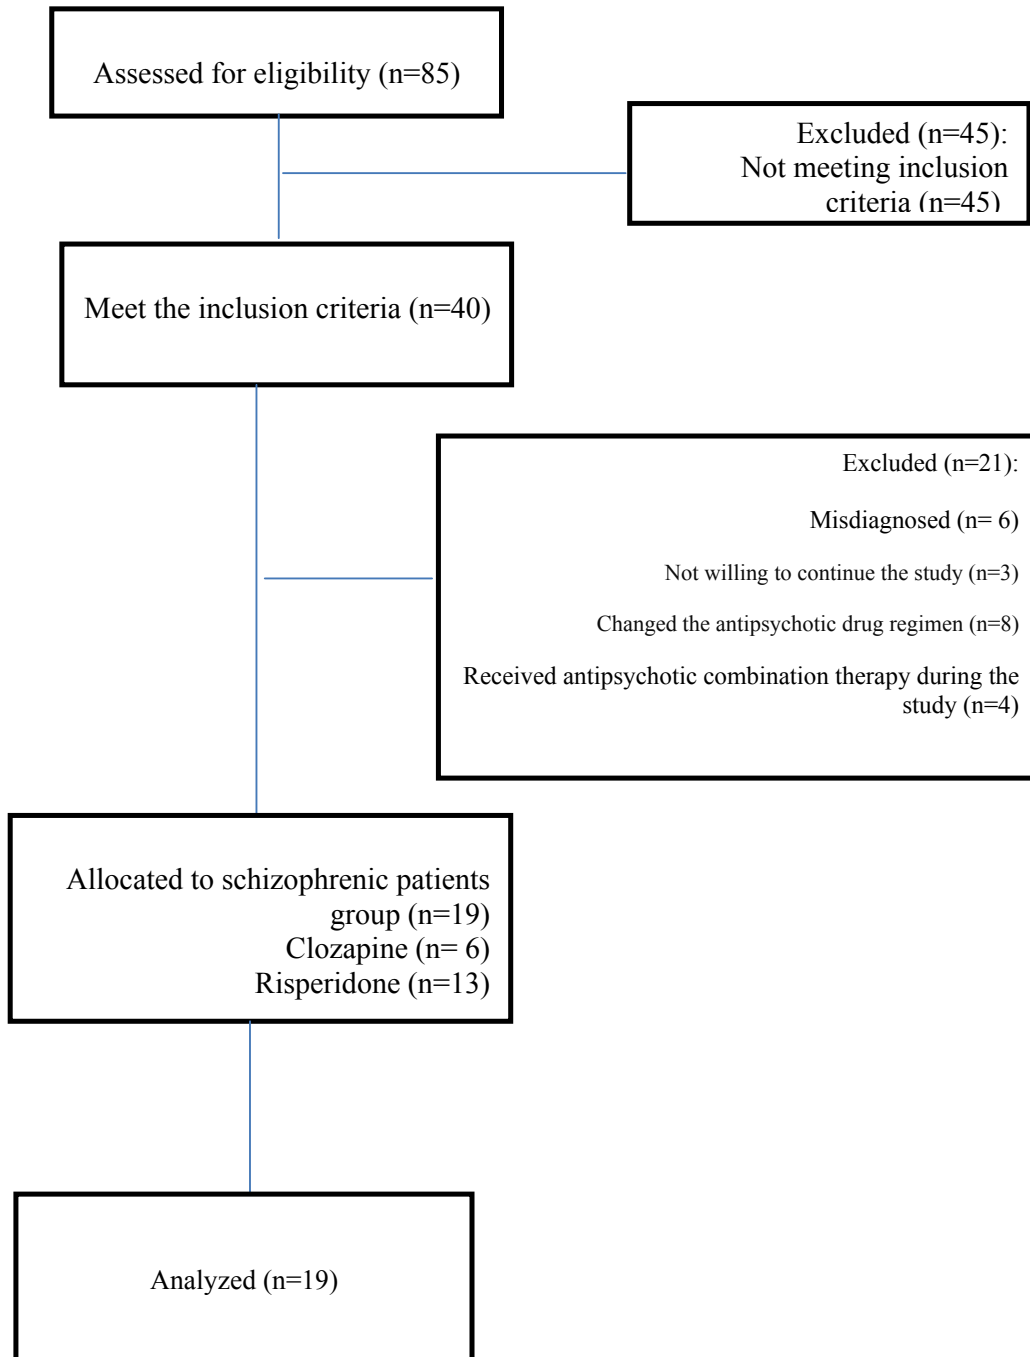 Assessed for eligibility (n=85)
Excluded (n=45):
Not meeting inclusion
criteria (n=45)
Meet the inclusion criteria (n=40)
Excluded (n=21):
Misdiagnosed (n= 6)
Not willing to continue the study (n=3)
Changed the antipsychotic drug regimen (n=8)
Received antipsychotic combination therapy during the
study (n=4)
Allocated to schizophrenic patients
group (n=19)
Clozapine (n= 6)
Risperidone (n=13)
Analyzed (n=19)